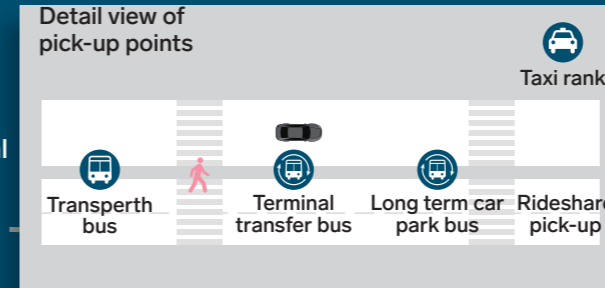 Detail view of
pick-up points
Taxi rank
Transperth
bus
Terminal
transfer bus
Long term car
park bus
Rideshare
pick-up